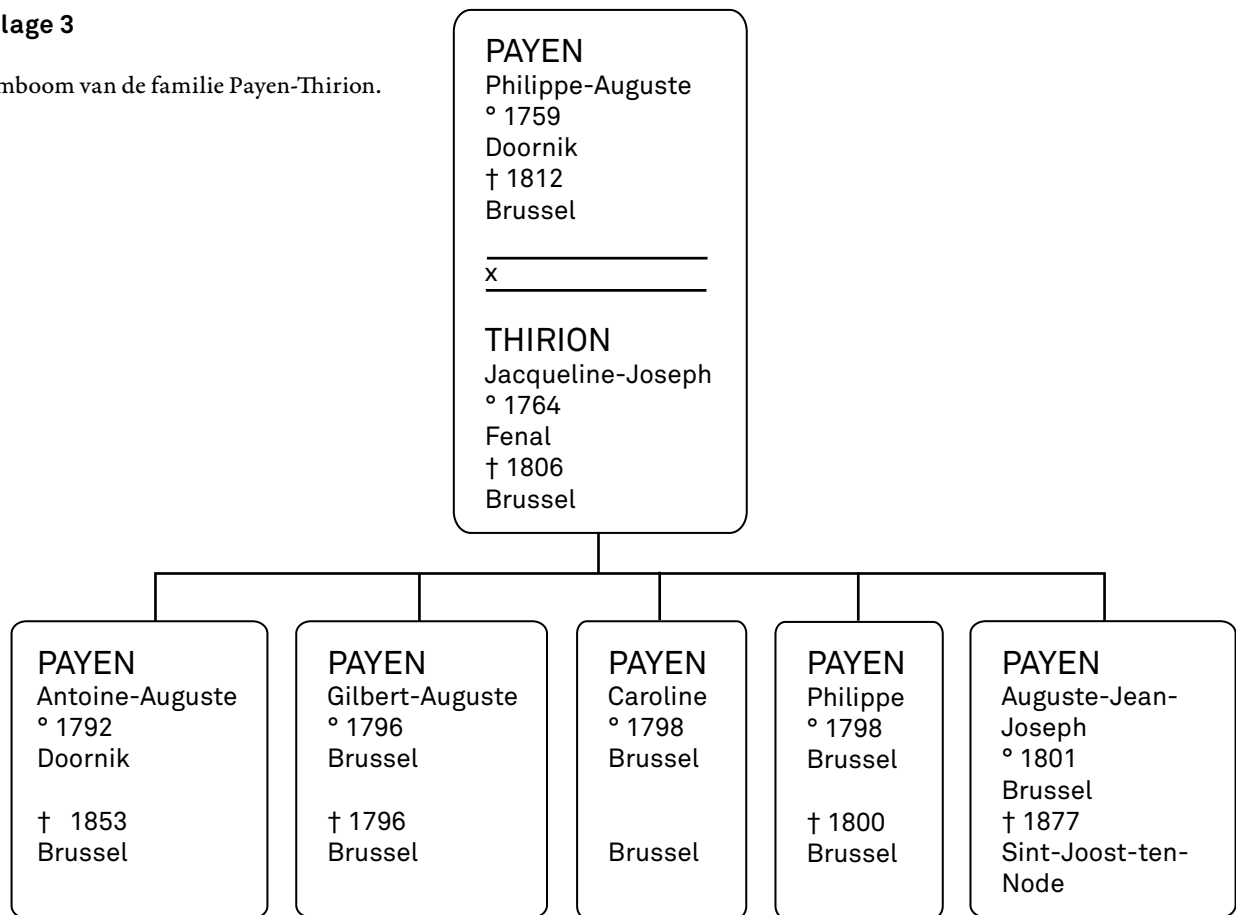 lage 3
mboom van de familie Payen-Thirion.
PAYEN
Philippe-Auguste
° 1759
Doornik
† 1812
Brussel
x
THIRION
Jacqueline-Joseph
° 1764
Fenal
† 1806
Brussel
PAYEN
Antoine-Auguste
° 1792
Doornik
† 1853
Brussel
PAYEN
Gilbert-Auguste
° 1796
Brussel
† 1796
Brussel
PAYEN
Caroline
° 1798
Brussel
Brussel
PAYEN
Philippe
° 1798
Brussel
† 1800
Brussel
PAYEN
Auguste-Jean-
Joseph
° 1801
Brussel
† 1877
Sint-Joost-ten-
Node